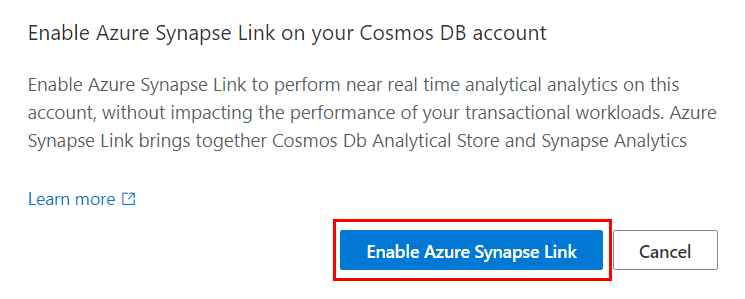 Enable Azure Synapse Link on your Cosmos DB account
Enable Azure Synapse Link to perform near real time analytical analytics on this
account, without impacting the performance of your transactional workloads. Azure
Synapse Link brings together Cosmos Db Analytical Store and Synapse Analytics
Learn more
Enable Azure Synapse Link
Cancel